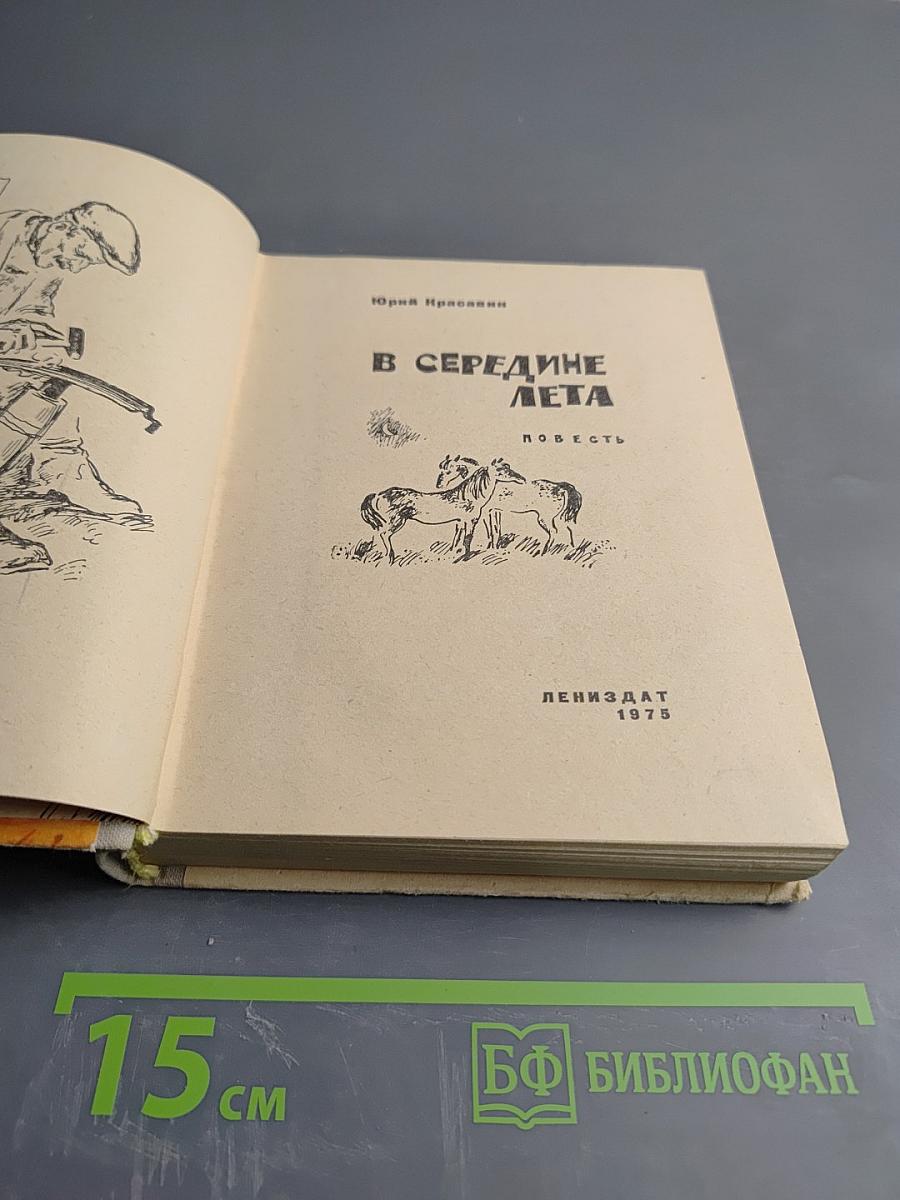 Юрий Красавин
В СЕРЕДИНЕ
ЛЕТА
ПОВЕСТЬ
ЛЕНИЗДАТ
1975
15 см
БФ БИБЛИОФАН